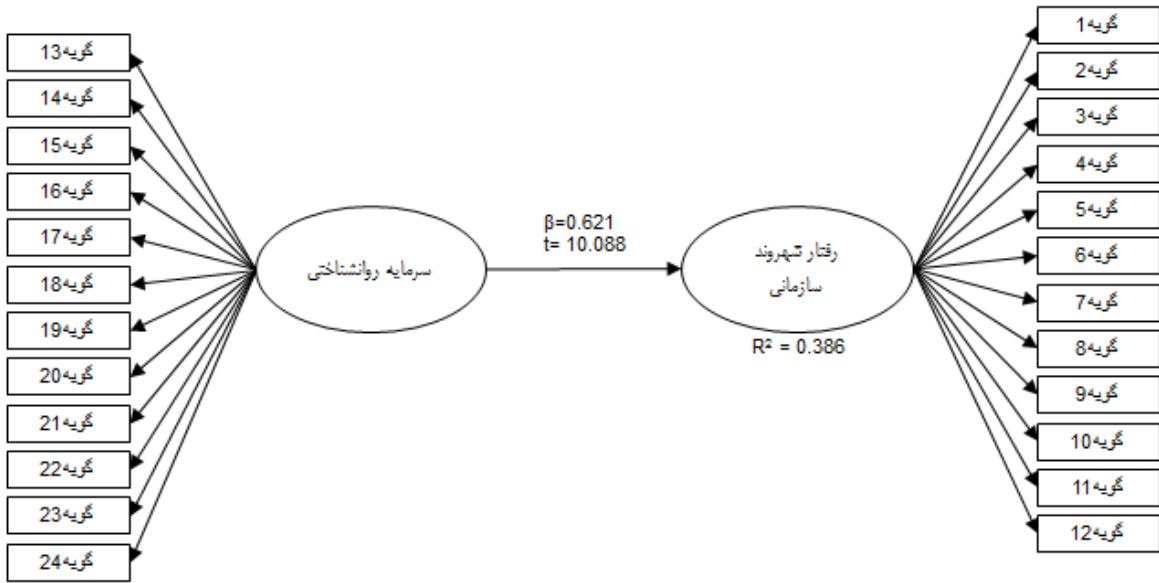 گویه13
گویه14
گویه15
گویه16
گویه17
گویه18
گویه19
گویه20
گویه21
گویه22
گویه23
گویه24
سرمایه روانشناختی
β=0.621
t= 10.088
رفتار شهروند
سازمانی
R² = 0.386
گویه1
گویه2
گویه3
گویه4
گویه5
گویه6
گویه7
گویه8
گویه9
گویه10
گویه11
گویه12